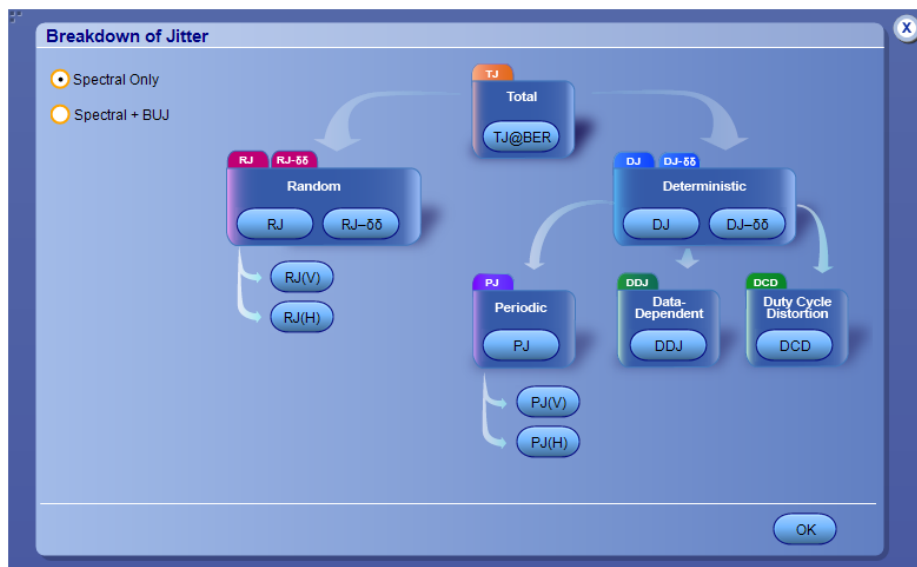 Breakdown of Jitter
X
Spectral Only
Spectral + BUJ
TJ
Total
TJ@BER
RJ RJ-δδ
Random
RJ RJ–δδ
RJ(V)
RJ(H)
DJ DJ-δδ
Deterministic
DJ DJ–δδ
PJ
Periodic
PJ
PJ(V)
PJ(H)
DDJ
Data-
Dependent
DDJ
DCD
Duty Cycle
Distortion
DCD
OK